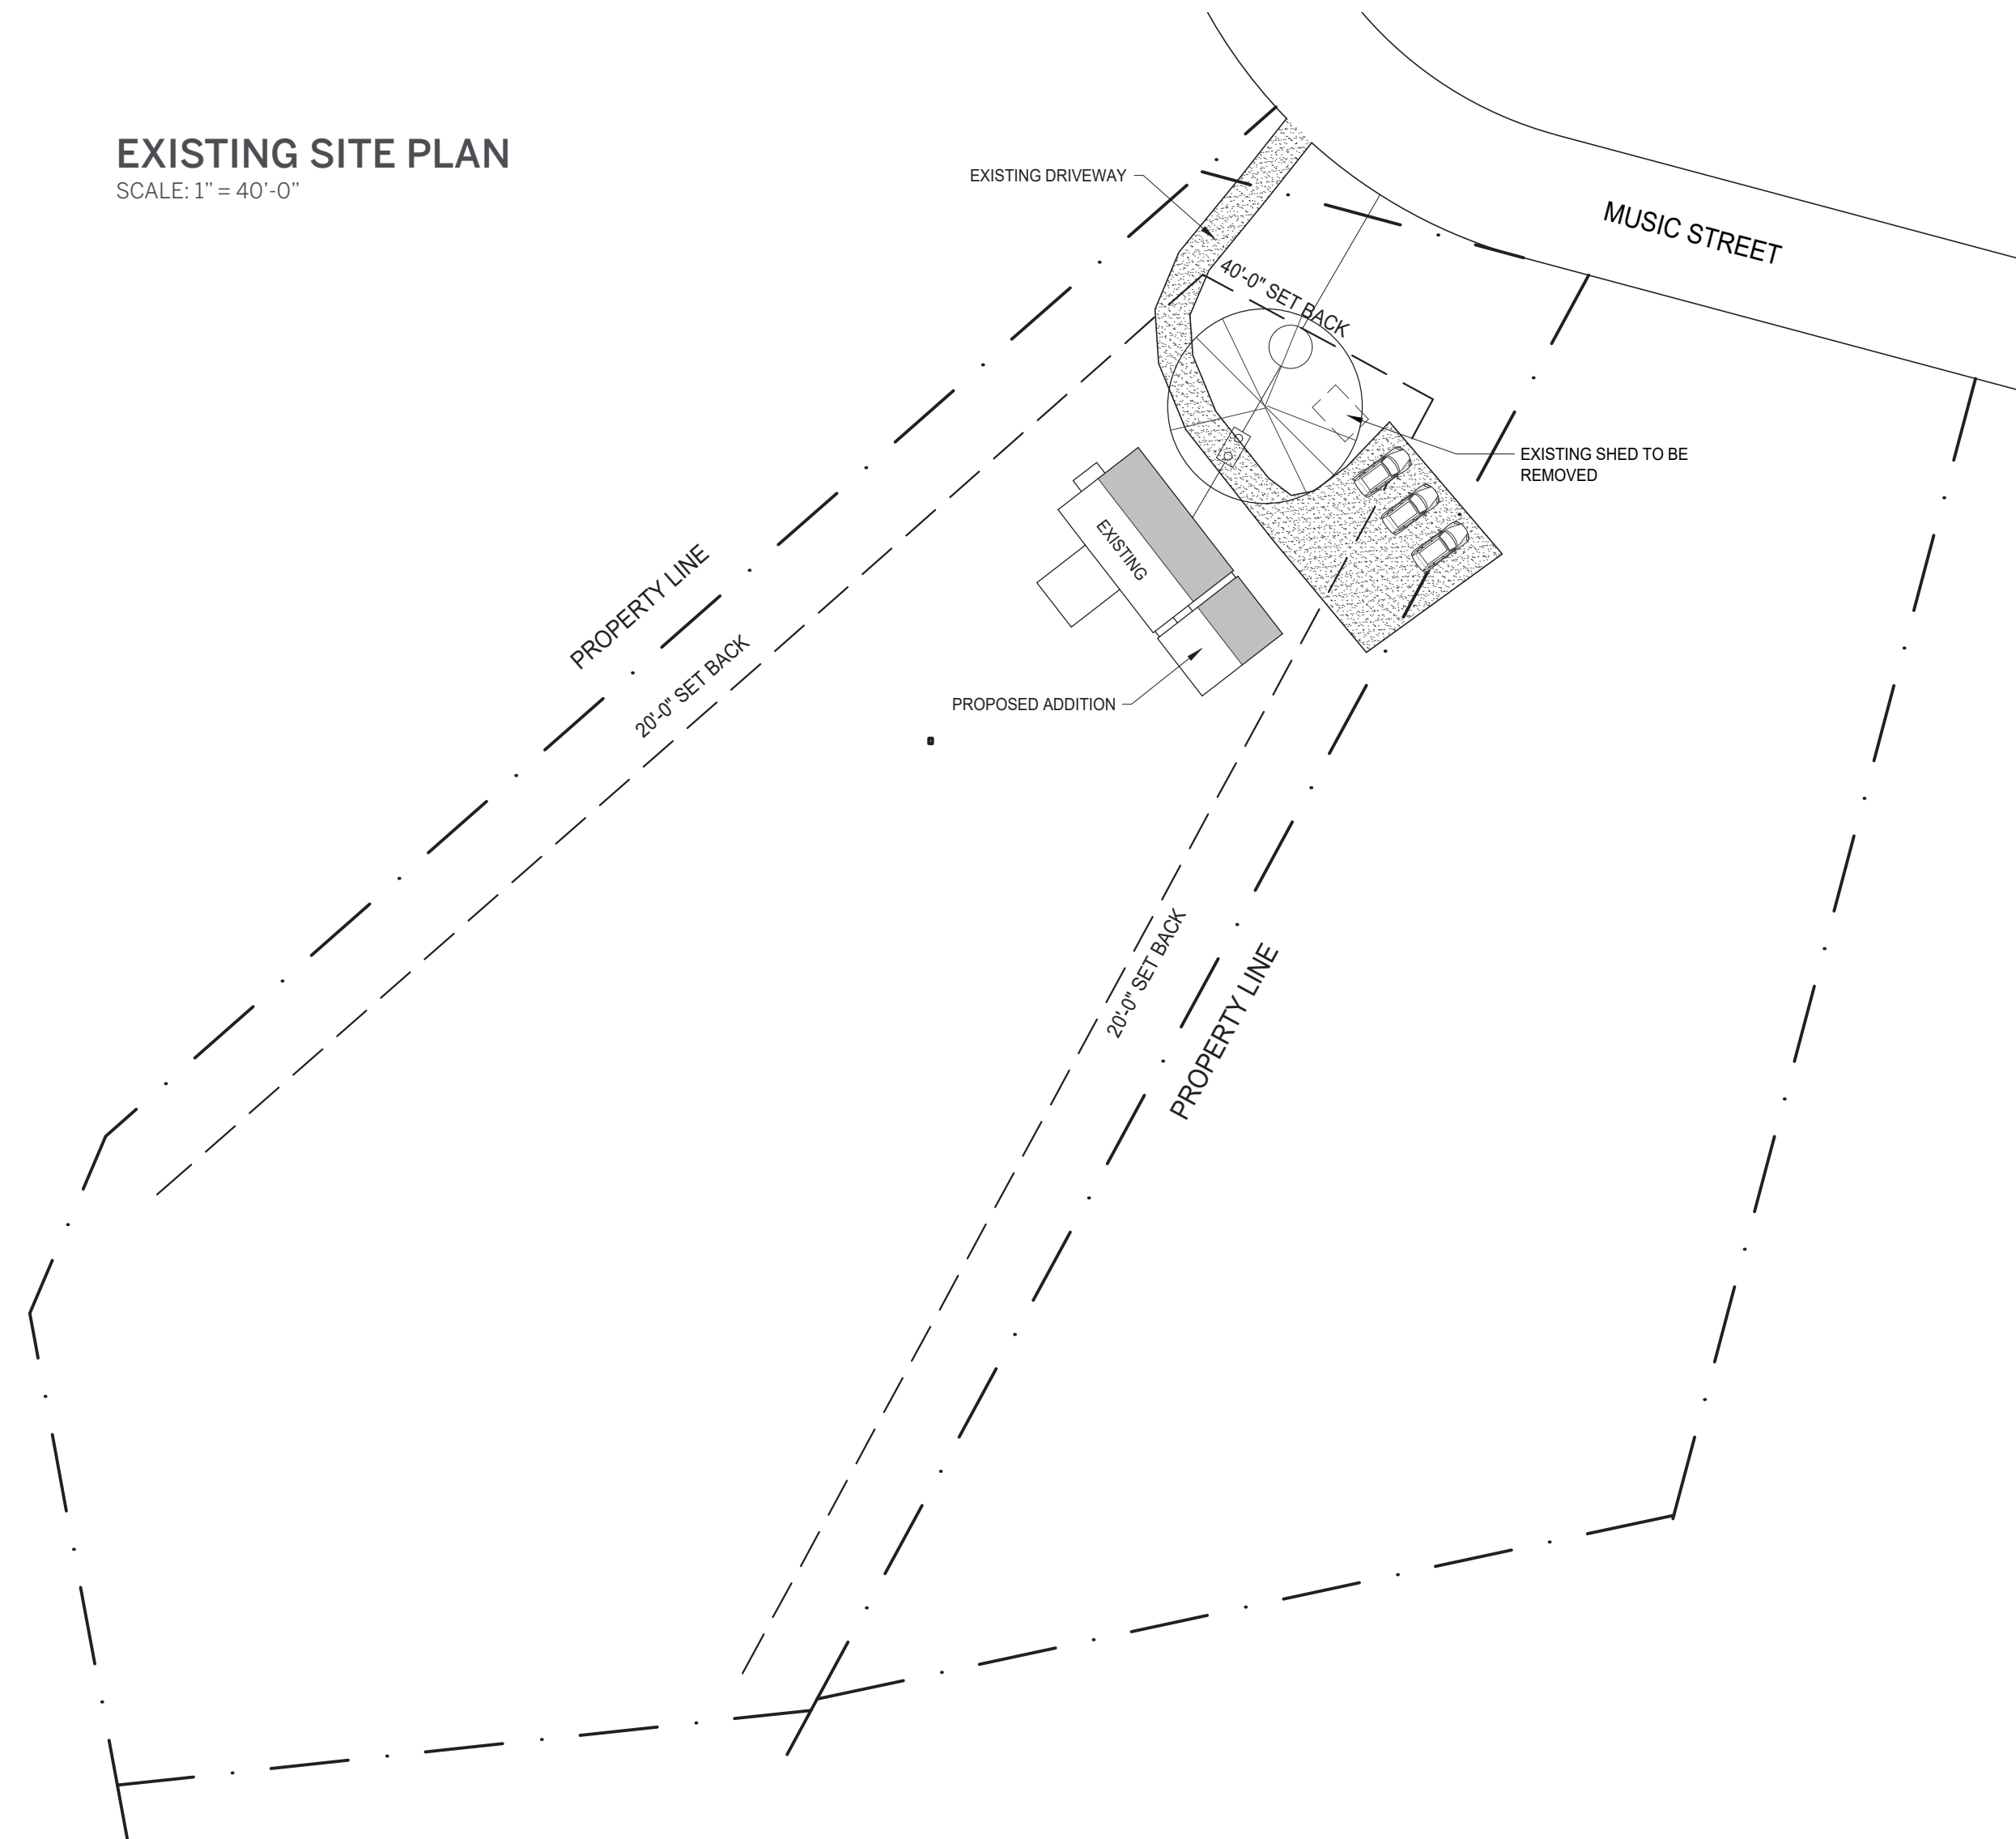 EXISTING SITE PLAN
SCALE: 1” = 40’-0”
EXISTING DRIVEWAY
MUSIC STREET
40'-0" SET BACK
EXISTING SHED TO BE
REMOVED
EXISTING
PROPERTY LINE
20'-0" SET BACK
PROPOSED ADDITION
20'-0" SET BACK
PROPERTY LINE